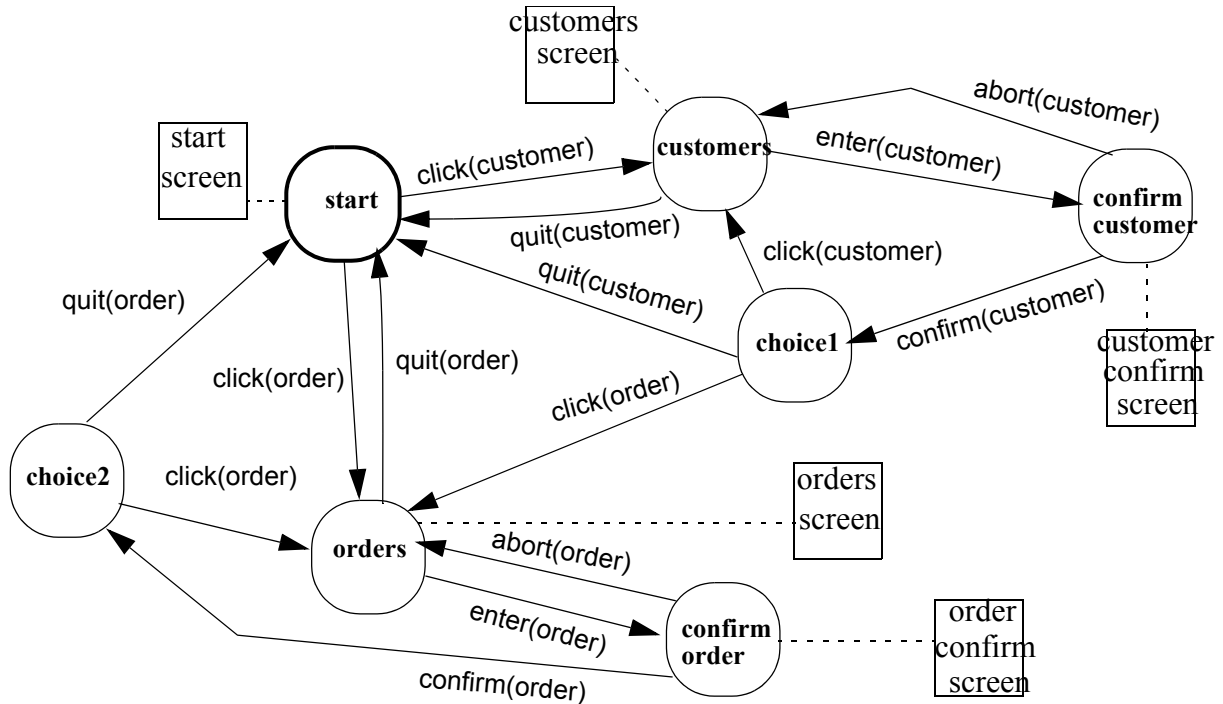 customers
screen
abort(customer)
start
screen
click(customer)
customers
enter(customer)
start
confirm
customer
quit(customer)
click(customer)
quit(customer)
quit(order)
confirm(customer)
choice1
customer
confirm
screen
quit(order)
click(order)
click(order)
choice2
click(order)
orders
screen
orders
abort(order)
enter(order)
confirm
order
order
confirm
screen
confirm(order)